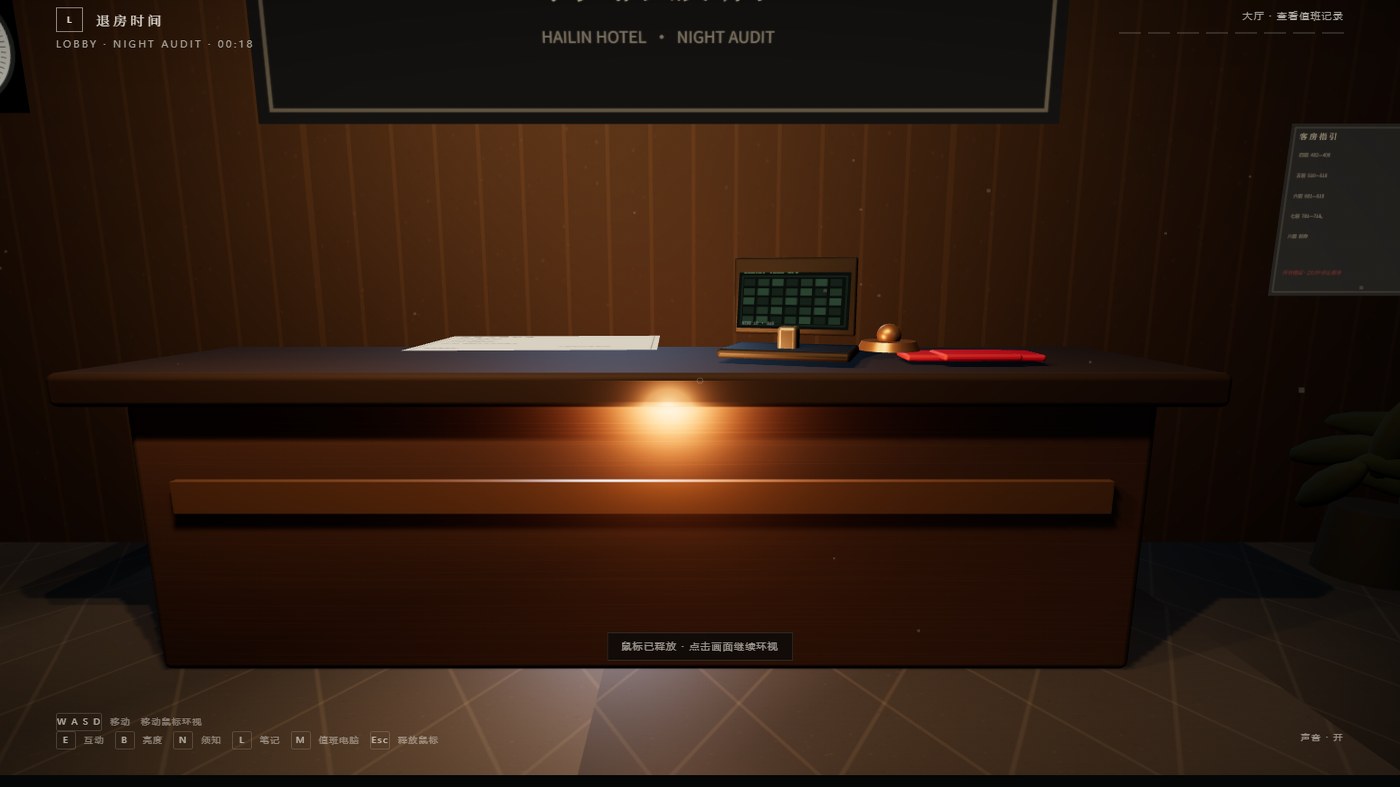 L 退房时间
LOBBY · NIGHT AUDIT · 00:18
大厅 · 查看值班记录
HAILIN HOTEL • NIGHT AUDIT
客房指引
鼠标已释放 · 点击画面继续环视
W A S D 移动 移动鼠标环视
E 互动 B 亮度 N 须知 L 笔记 M 值班电脑 Esc 释放鼠标
声音 · 开